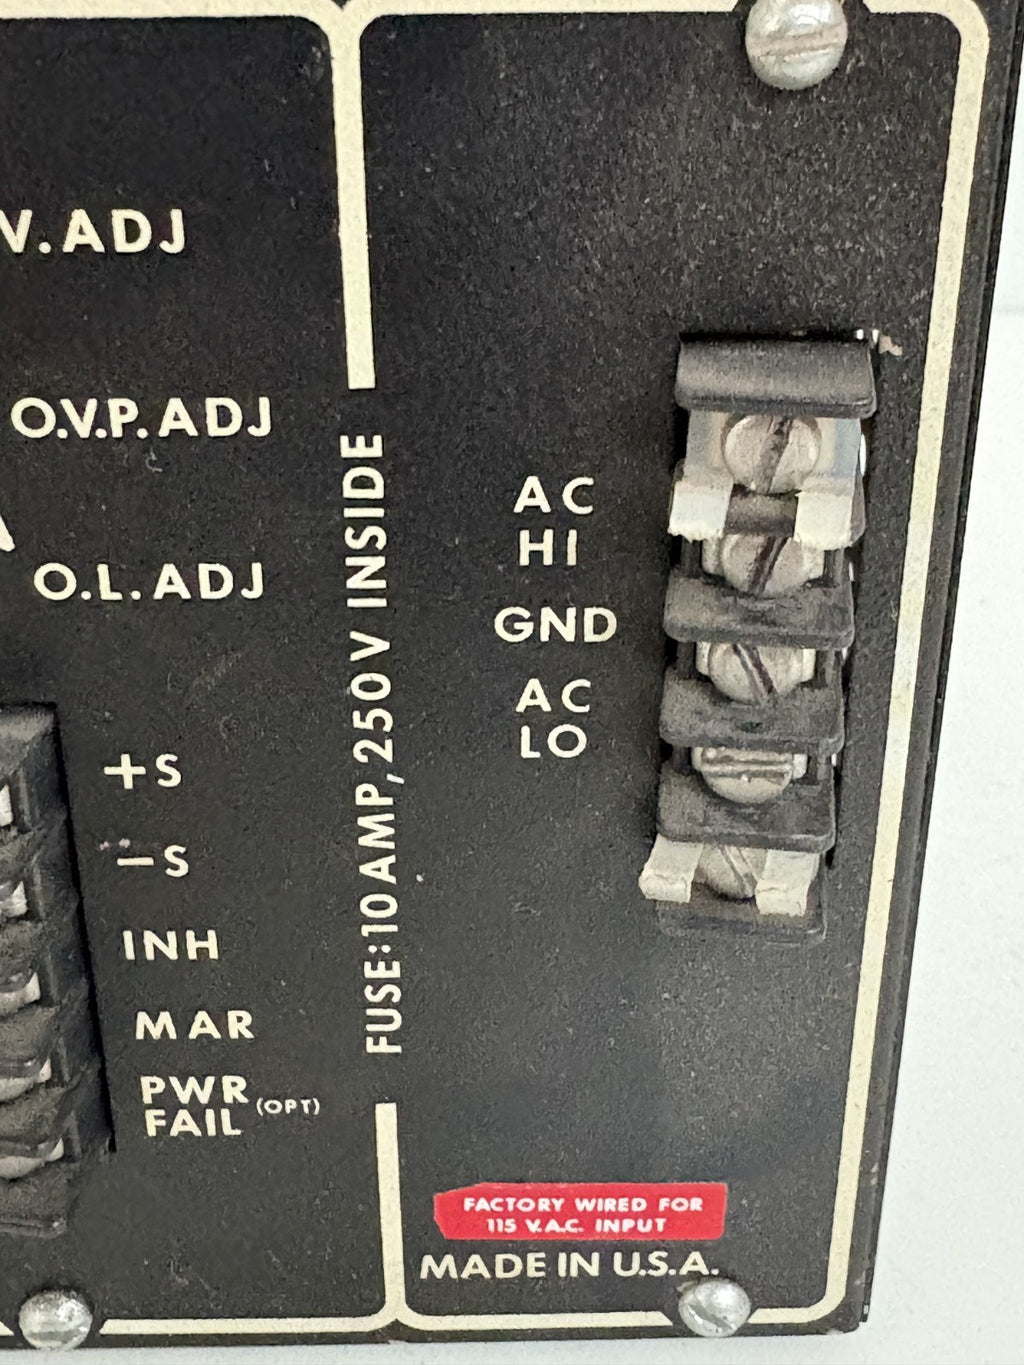 V. ADJ
O.V.P. ADJ
O.L. ADJ
+S
−S
INH
MAR
PWR
FAIL (OPT)
FUSE: 10 AMP, 250 V INSIDE
AC
HI
GND
AC
LO
FACTORY WIRED FOR
115 V.A.C. INPUT
MADE IN U.S.A.